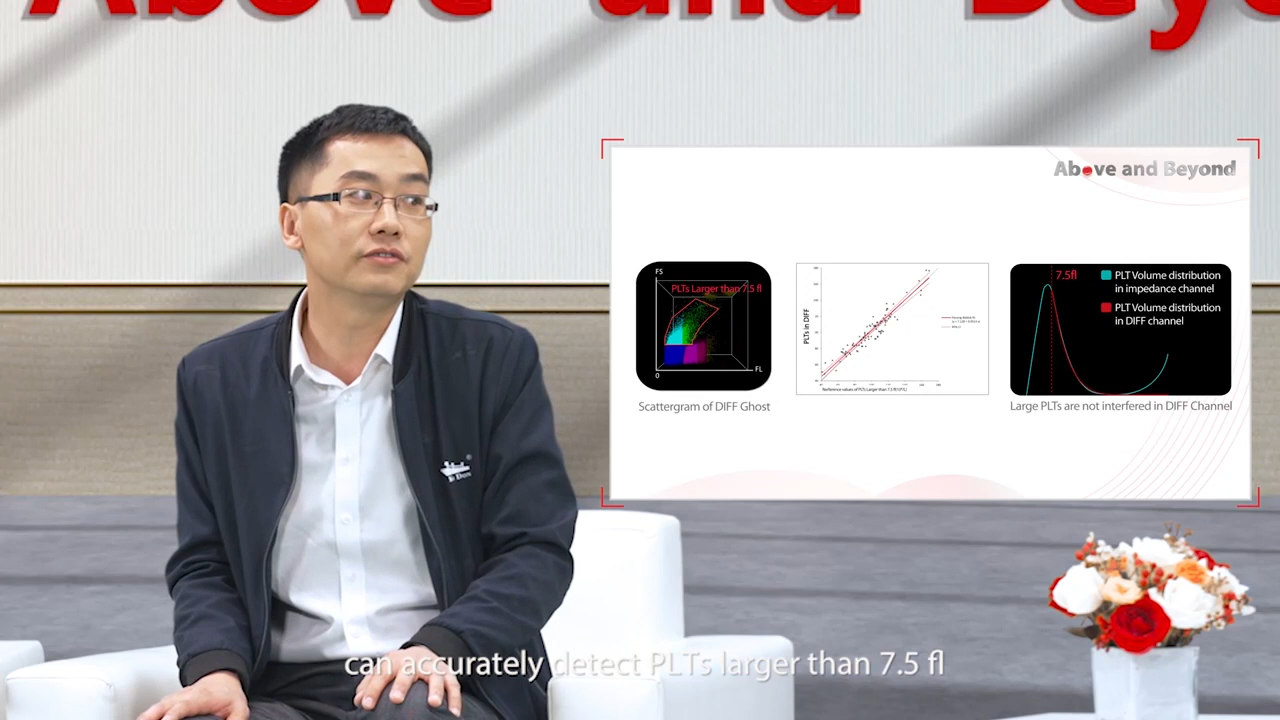 Above and Beyo
Above and Beyond
FS
PLTs Larger than 7.5 fl
0
FL
Scattergram of DIFF Ghost
PLTs in DIFF
7.5fl
PLT Volume distribution
in impedance channel
PLT Volume distribution
in DIFF channel
Large PLTs are not interfered in DIFF Channel
can accurately detect PLTs larger than 7.5 fl